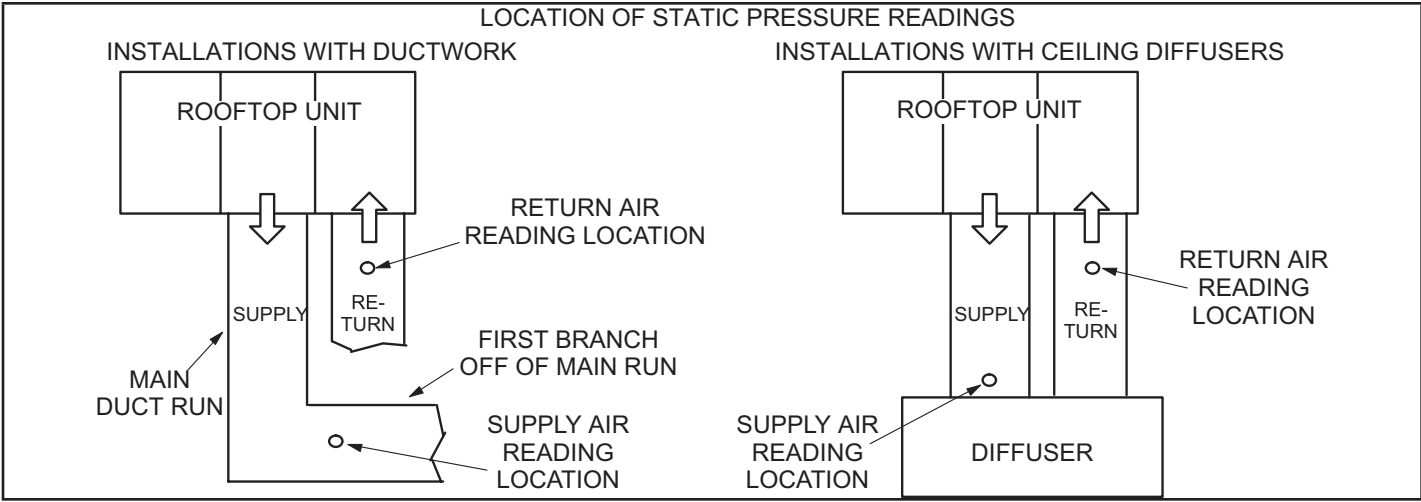 LOCATION OF STATIC PRESSURE READINGS
INSTALLATIONS WITH DUCTWORK
ROOFTOP UNIT
RETURN AIR
READING LOCATION
SUPPLY
RE-
TURN
MAIN
DUCT RUN
FIRST BRANCH
OFF OF MAIN RUN
SUPPLY AIR
READING
LOCATION
INSTALLATIONS WITH CEILING DIFFUSERS
ROOFTOP UNIT
RETURN AIR
READING
LOCATION
SUPPLY
RE-
TURN
SUPPLY AIR
READING
LOCATION
DIFFUSER